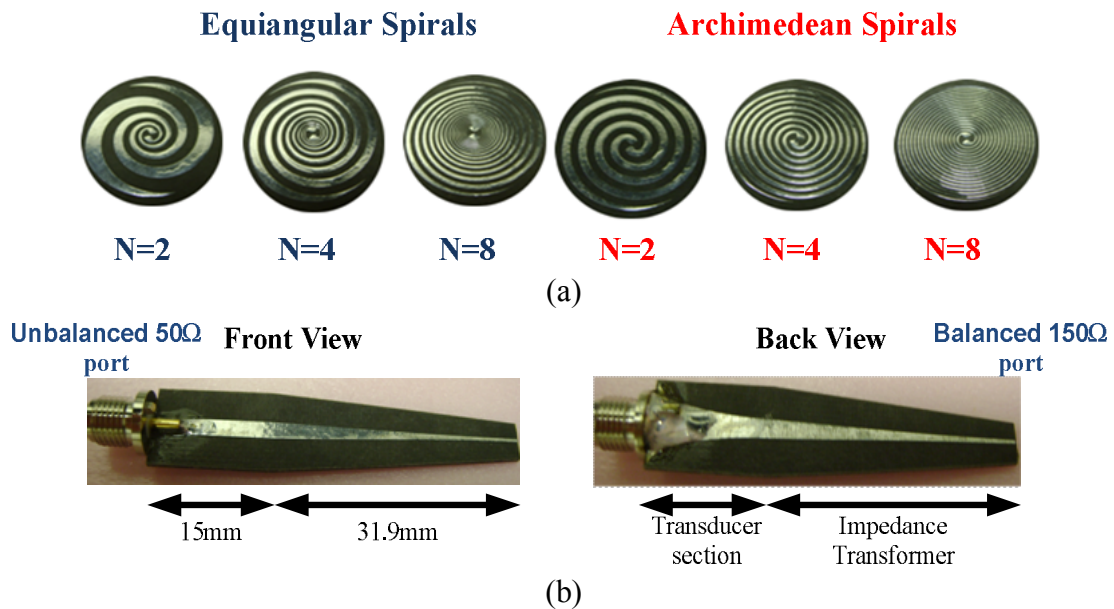 Equiangular Spirals Archimedean Spirals
N=2 N=4 N=8 N=2 N=4 N=8
(a)
Unbalanced 50Ω
port
Front View
Back View
Balanced 150Ω
port
15mm
31.9mm
Transducer
section
Impedance
Transformer
(b)